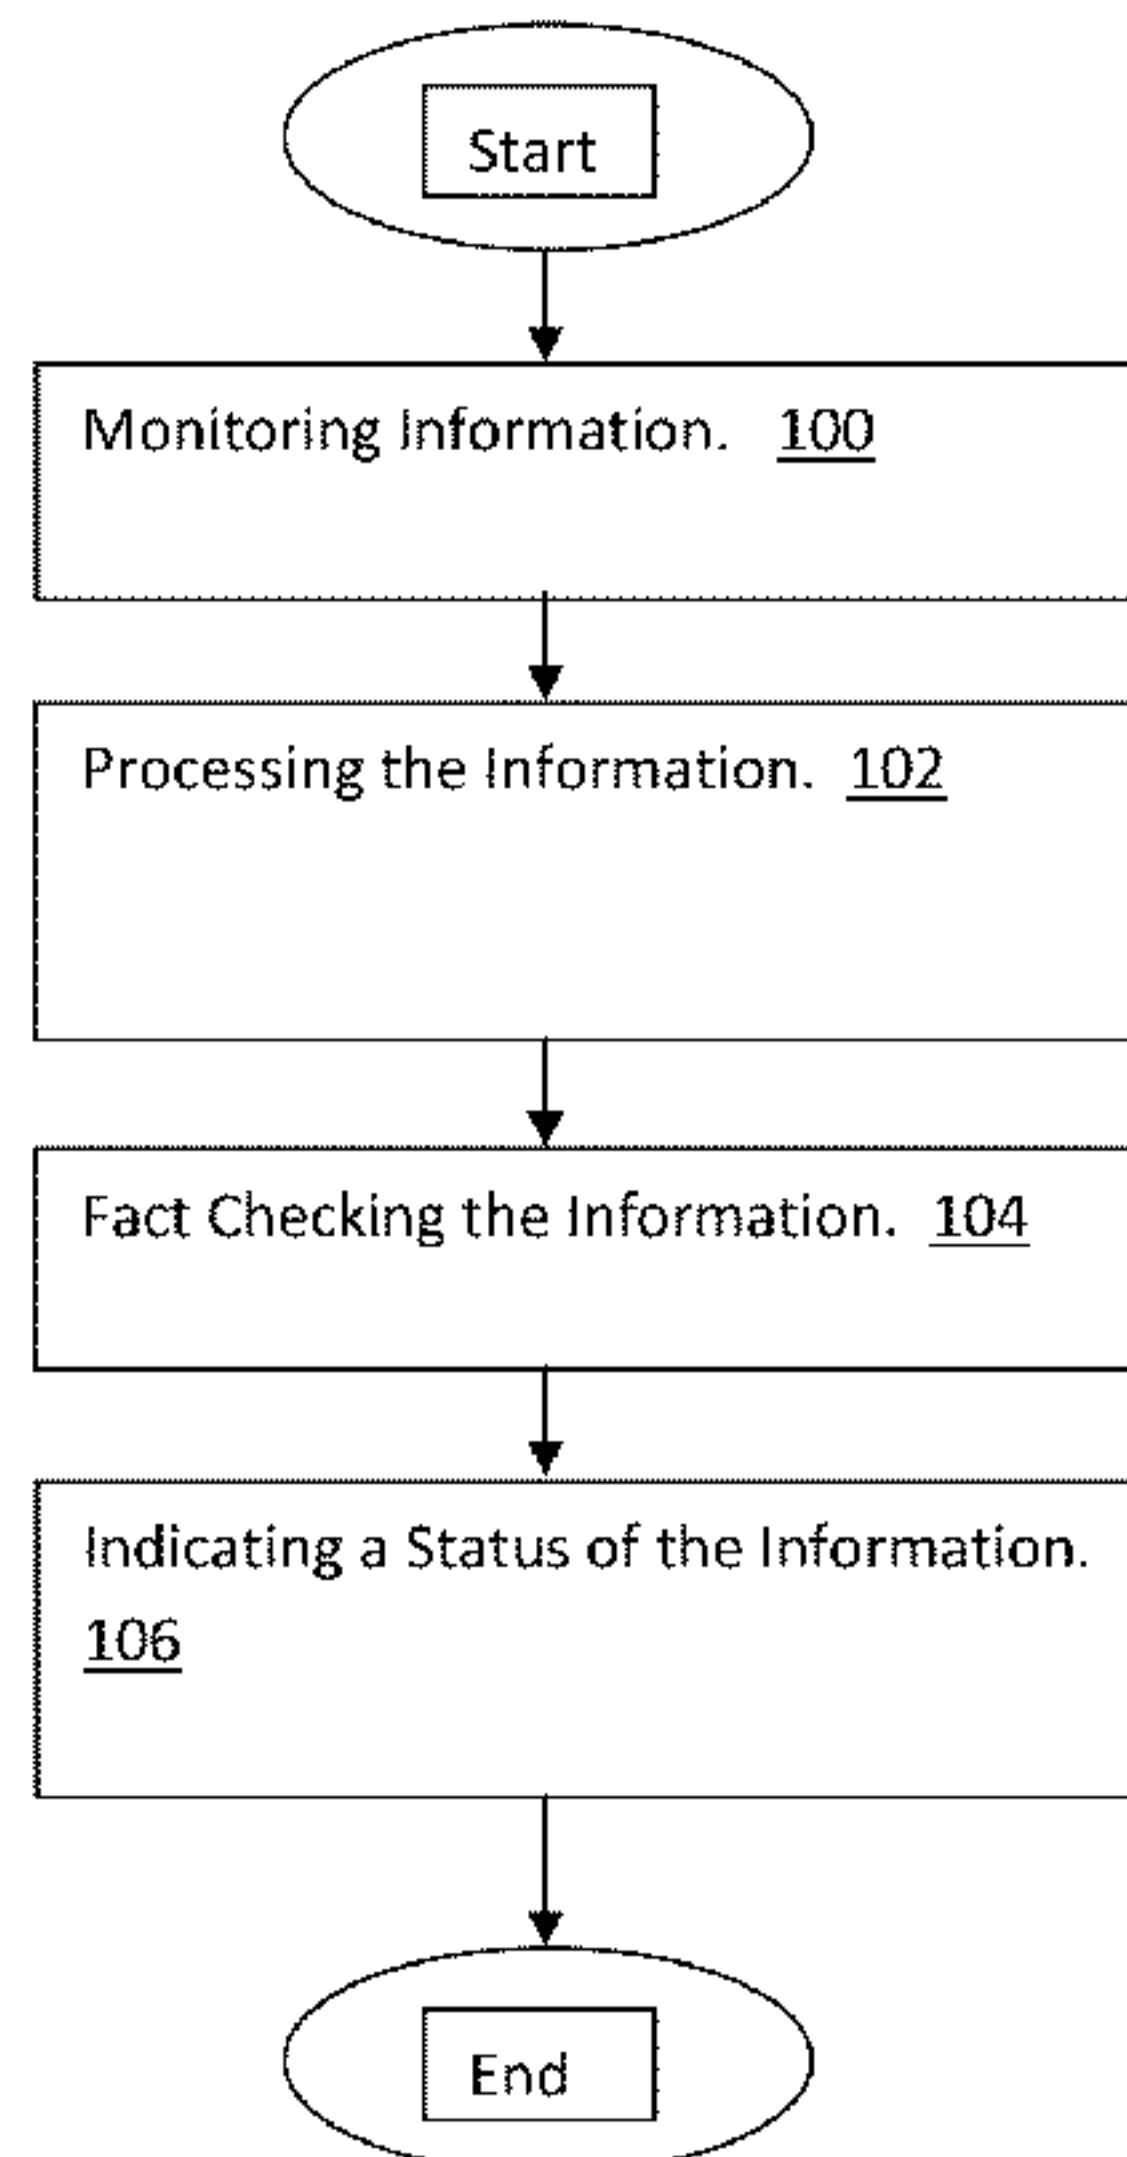 Start
Monitoring Information. 100
Processing the Information. 102
Fact Checking the Information. 104
Indicating a Status of the Information.
106
End